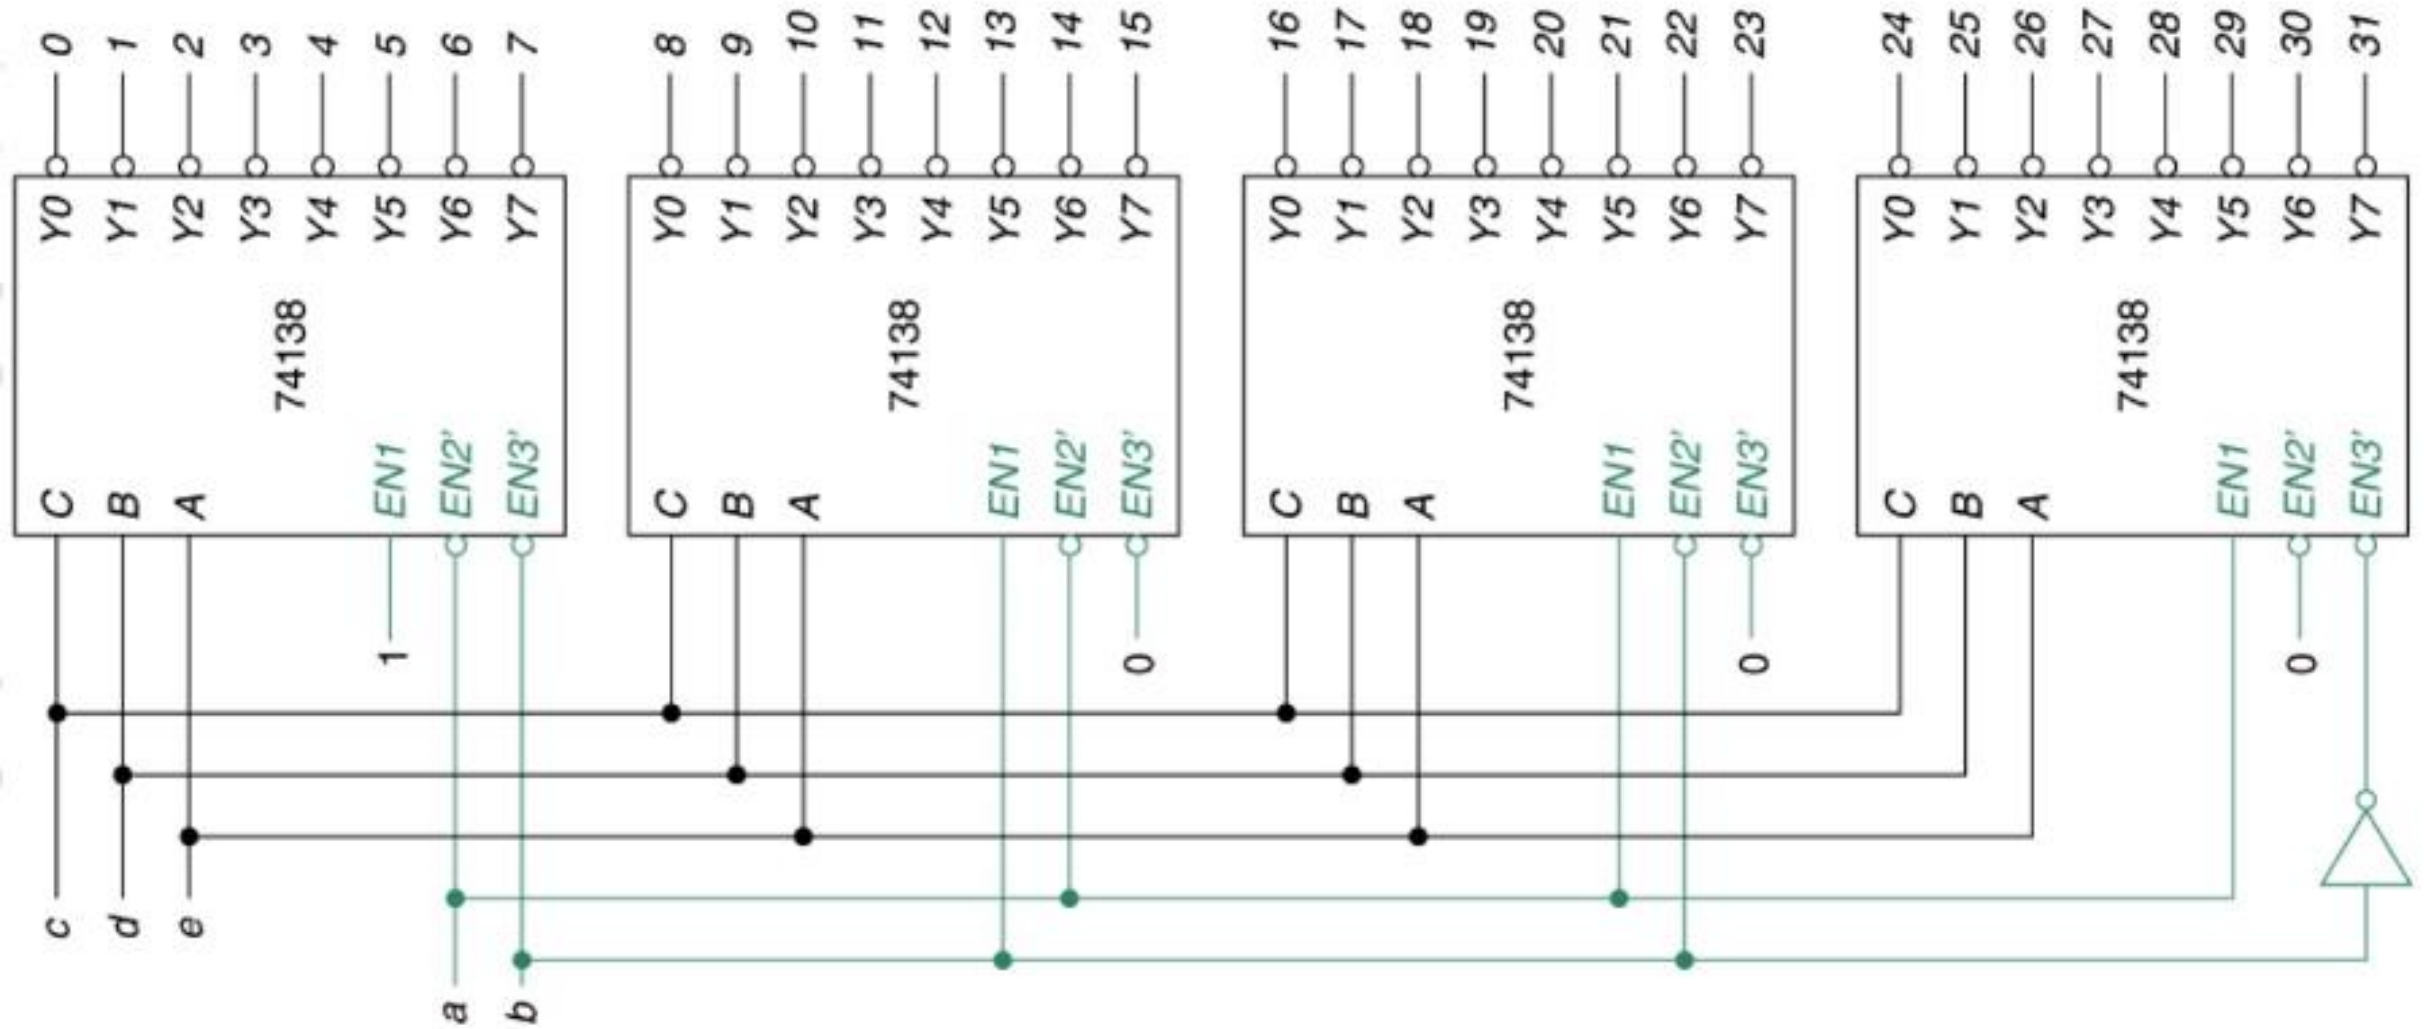 0 1 2 3 4 5 6 7
Y0 Y1 Y2 Y3 Y4 Y5 Y6 Y7
74138
C B A EN1 EN2' EN3'
1
8 9 10 11 12 13 14 15
Y0 Y1 Y2 Y3 Y4 Y5 Y6 Y7
74138
C B A EN1 EN2' EN3'
0
16 17 18 19 20 21 22 23
Y0 Y1 Y2 Y3 Y4 Y5 Y6 Y7
74138
C B A EN1 EN2' EN3'
0
24 25 26 27 28 29 30 31
Y0 Y1 Y2 Y3 Y4 Y5 Y6 Y7
74138
C B A EN1 EN2' EN3'
0
c d e
a b